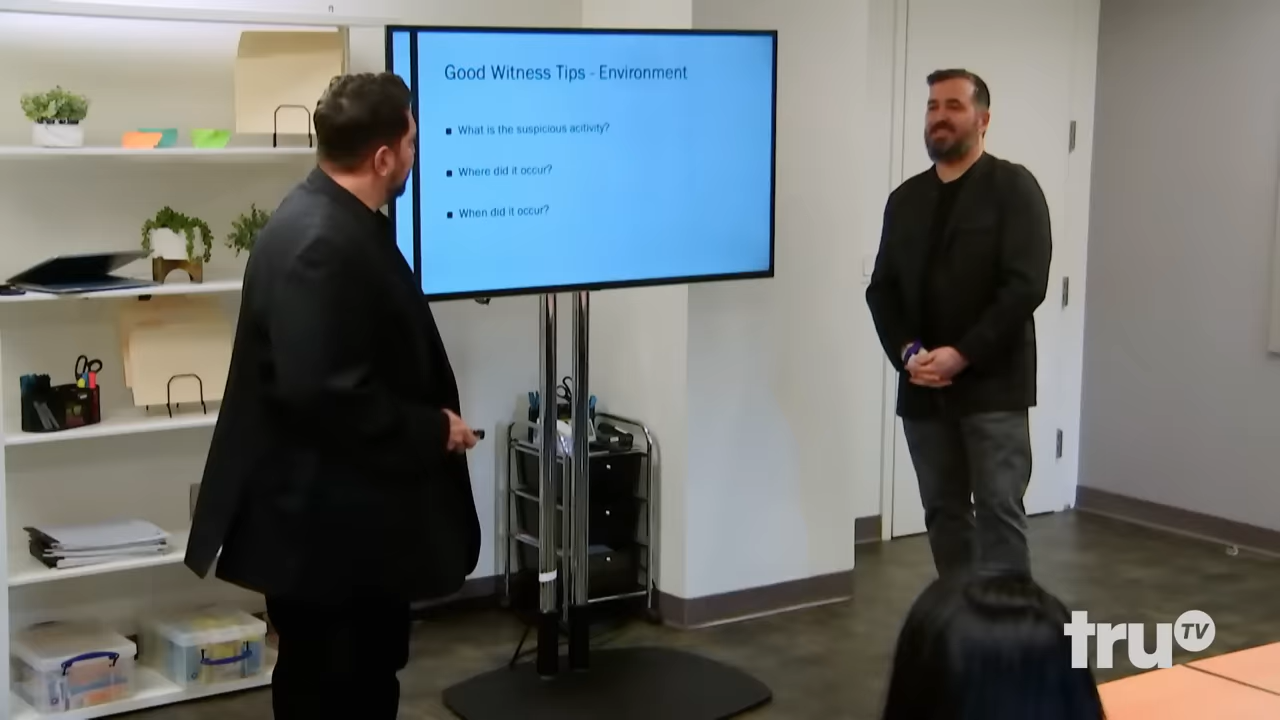 Good Witness Tips - Environment
What is the suspicious acitivity?
Where did it occur?
When did it occur?
truTV